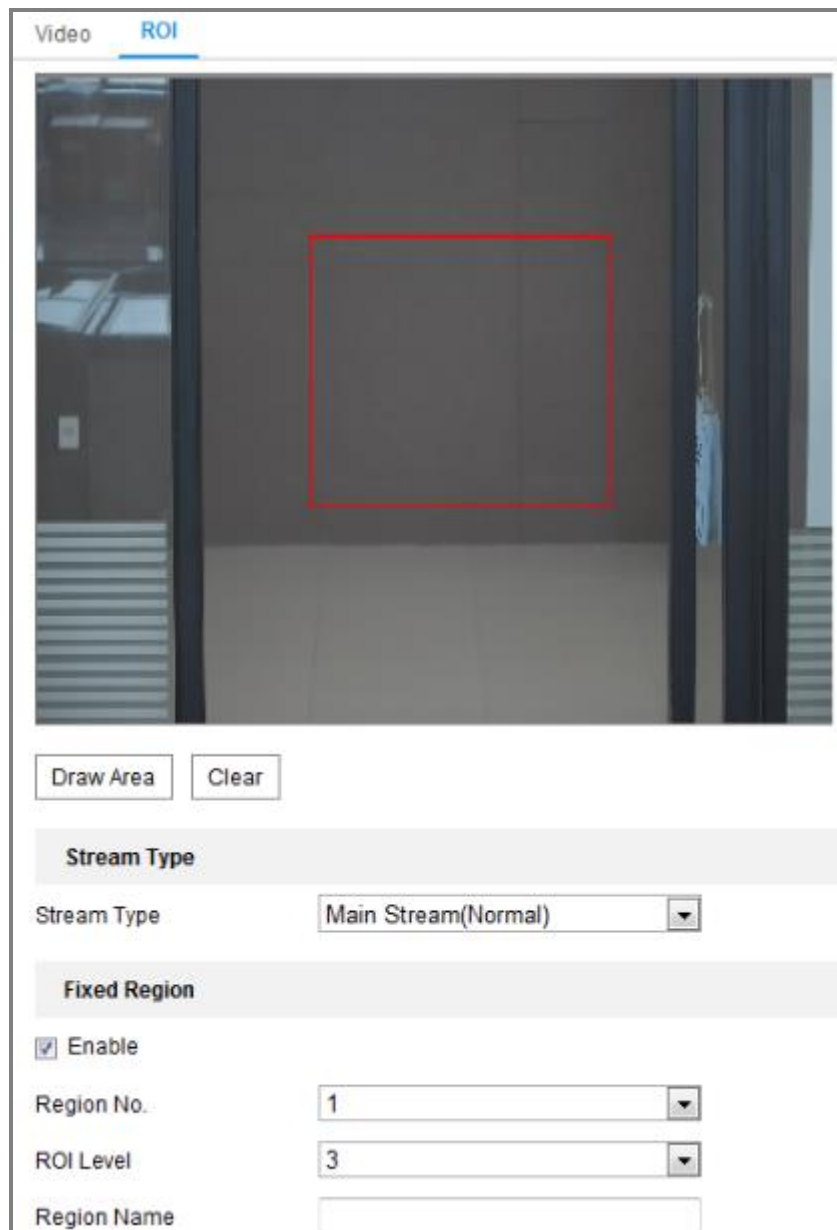 Video ROI
Draw Area Clear
Stream Type
Stream Type Main Stream(Normal)
Fixed Region
Enable
Region No. 1
ROI Level 3
Region Name